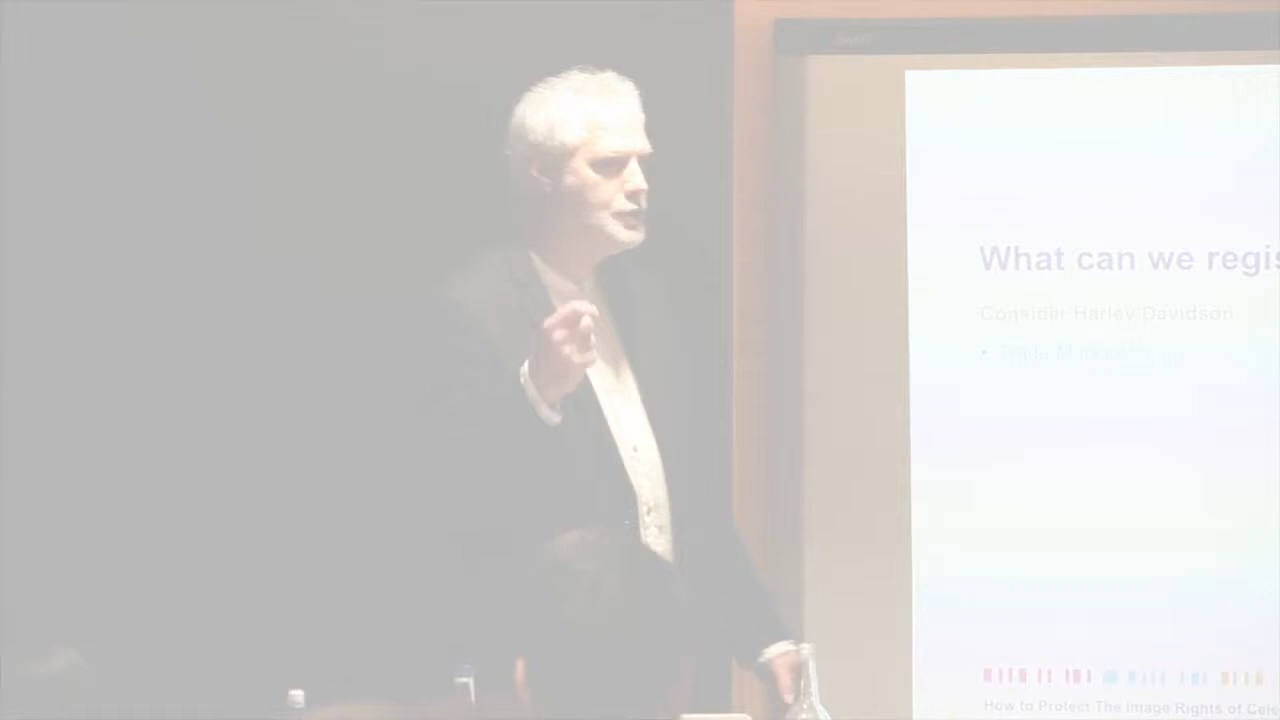 What can we regis
Consider Harley Davidson
How to Protect The Image Rights of Cele